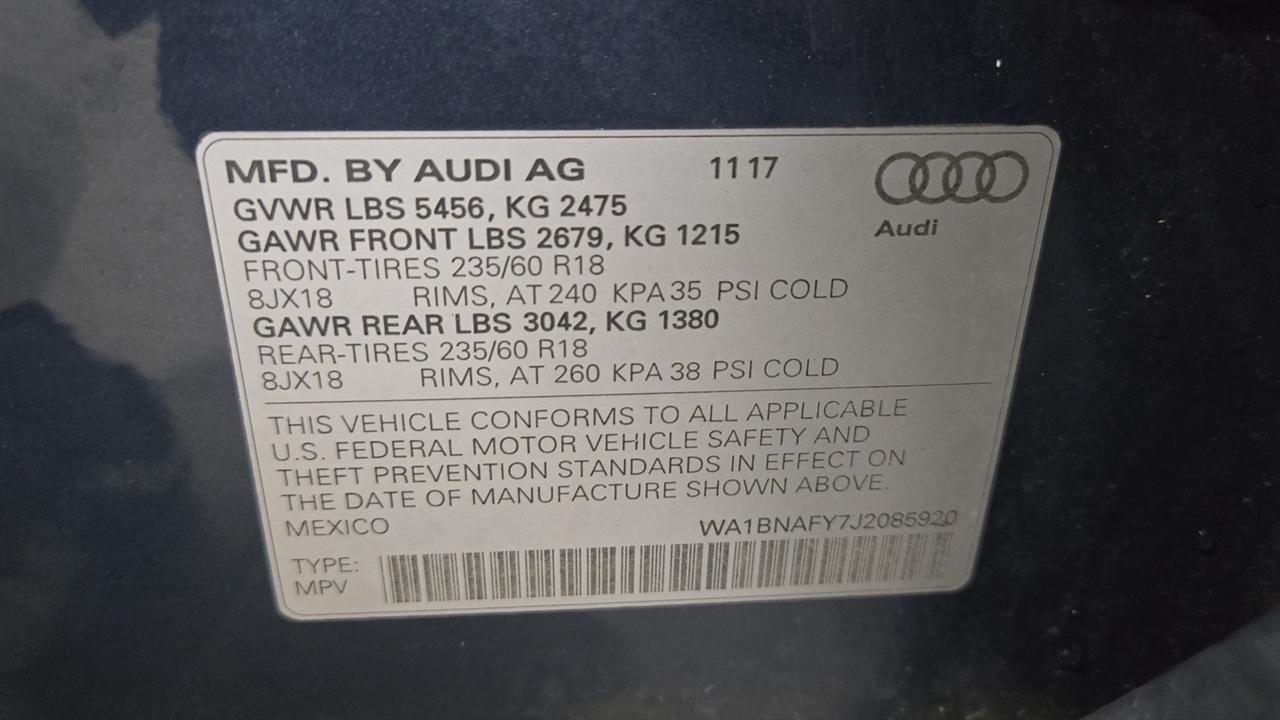 MFD. BY AUDI AG 11 17
GVWR LBS 5456, KG 2475
Audi
GAWR FRONT LBS 2679, KG 1215
FRONT-TIRES 235/60 R18
8JX18 RIMS, AT 240 KPA 35 PSI COLD
GAWR REAR LBS 3042, KG 1380
REAR-TIRES 235/60 R18
8JX18 RIMS, AT 260 KPA 38 PSI COLD
THIS VEHICLE CONFORMS TO ALL APPLICABLE
U.S. FEDERAL MOTOR VEHICLE SAFETY AND
THEFT PREVENTION STANDARDS IN EFFECT ON
THE DATE OF MANUFACTURE SHOWN ABOVE.
MEXICO WA1BNAFY7J2085920
TYPE:
MPV